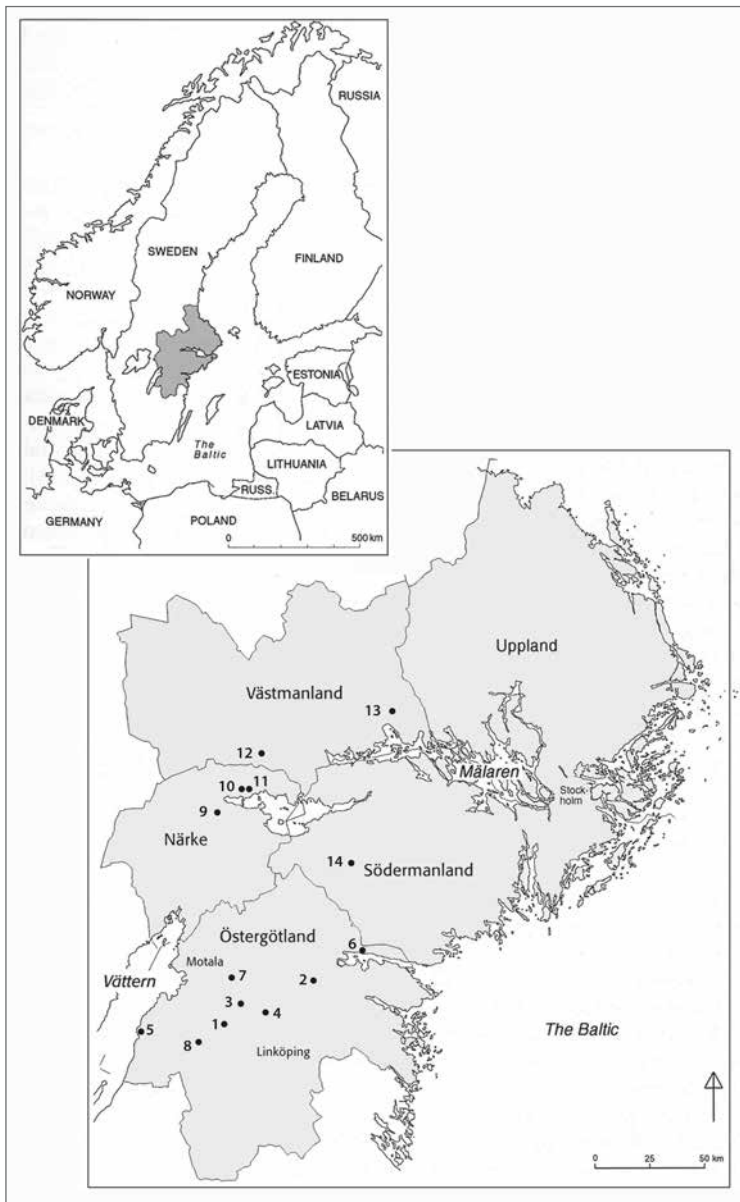 RUSSIA
SWEDEN
FINLAND
NORWAY
ESTONIA
DENMARK
LATVIA
The
Baltic
LITHUANIA
RUSS.
BELARUS
GERMANY
POLAND
0 500 km
Uppland
Västmanland
13
12
Mälaren
10 11
Stock-
holm
9
Närke
14
Södermanland
Östergötland
6
Motala
7
2
Vättern
3
4
5
1
The Baltic
8
Linköping
0 25 50 km